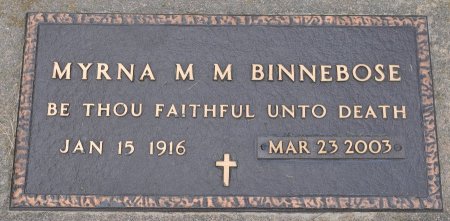 MYRNA M M BINNEBOSE
BE THOU FAITHFUL UNTO DEATH
JAN 15 1916 MAR 23 2003